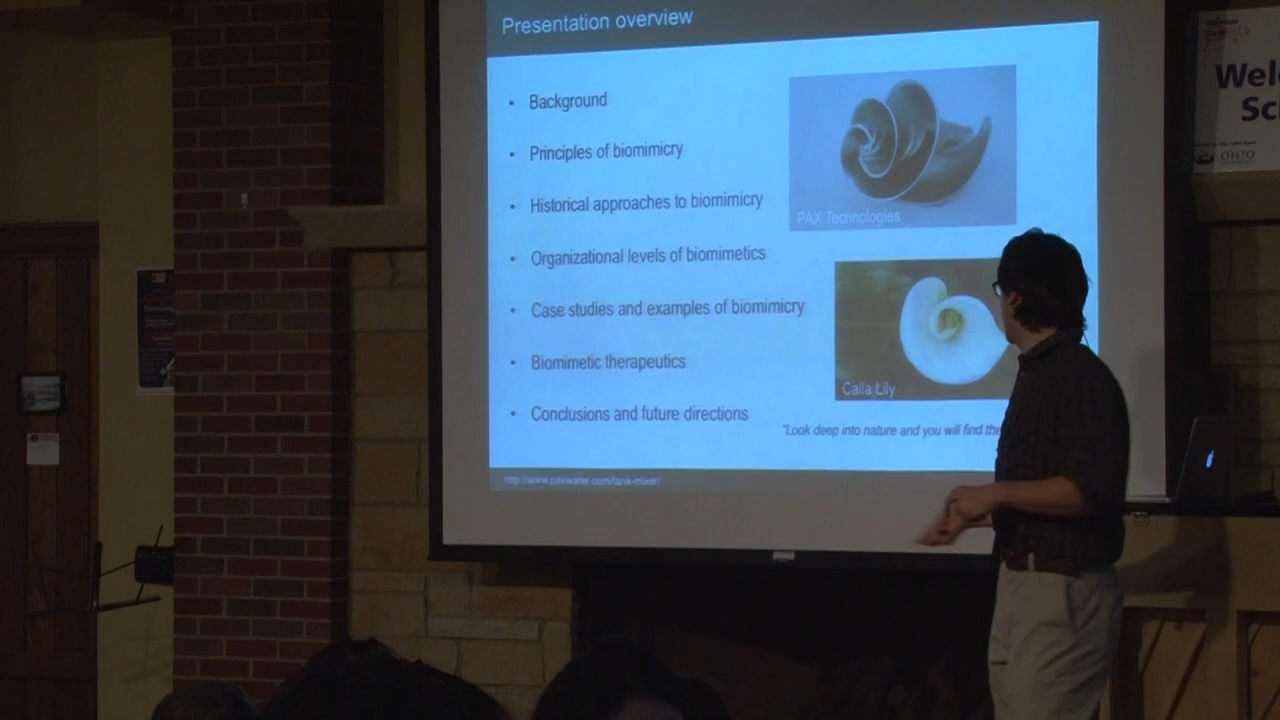 Presentation overview
• Background
• Principles of biomimicry
• Historical approaches to biomimicry
• Organizational levels of biomimetics
• Case studies and examples of biomimicry
• Biomimetic therapeutics
• Conclusions and future directions
PAX Technologies
Calla Lily
"Look deep into nature and you will find the
http://www.paxwater.com/tank-mixer/
Wel
Sc
OHIO